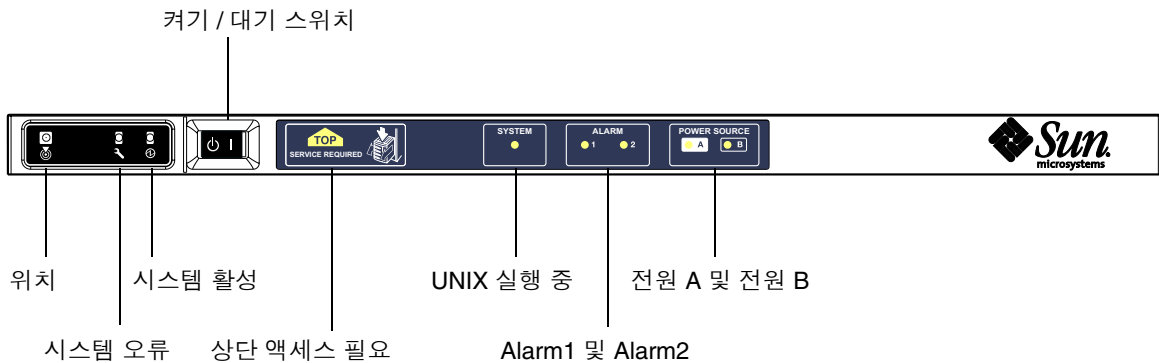 켜기 / 대기 스위치
TOP
SERVICE REQUIRED
SYSTEM
ALARM
1 2
POWER SOURCE
A B
Sun.
microsystems
위치
시스템 활성
UNIX 실행 중
전원 A 및 전원 B
시스템 오류
상단 액세스 필요
Alarm1 및 Alarm2